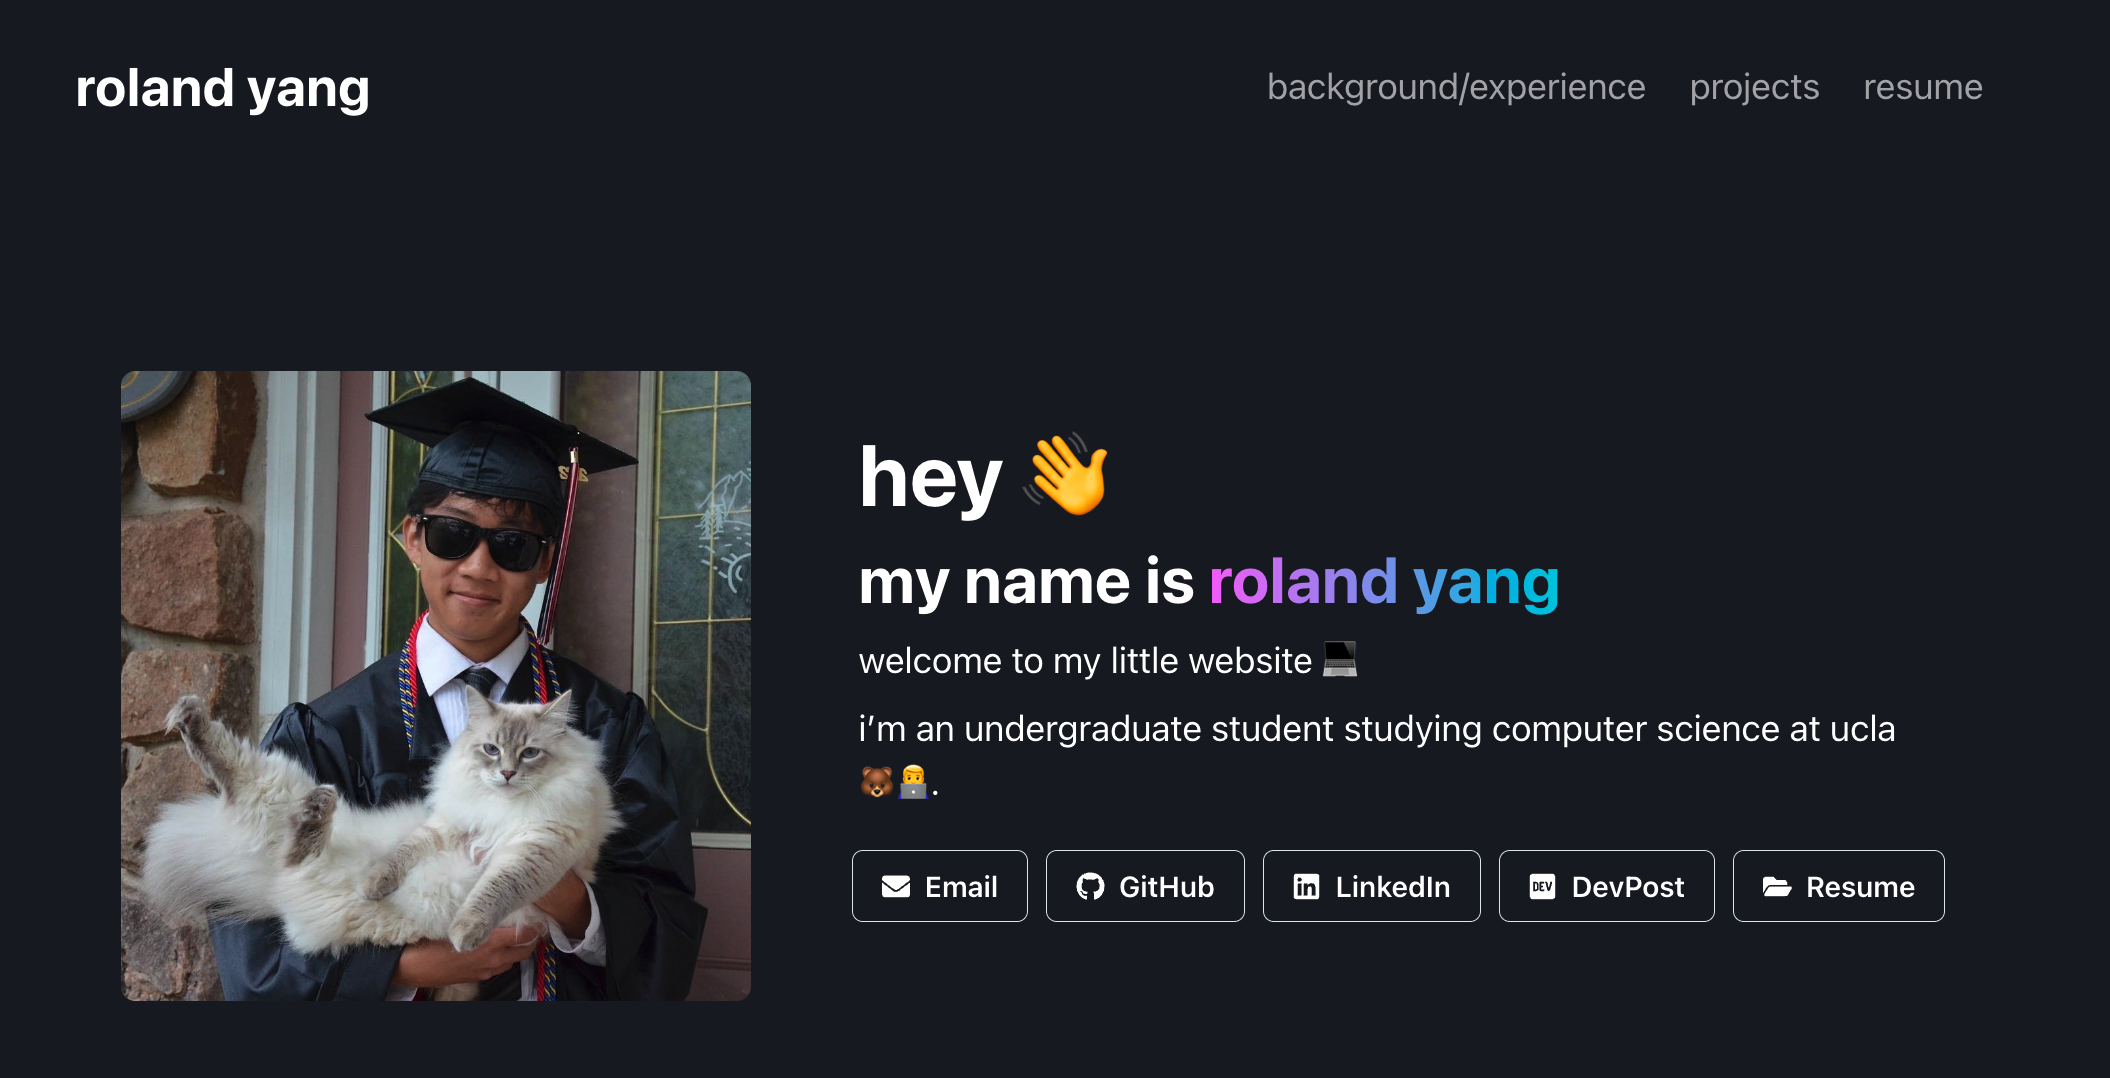 roland yang
background/experience projects resume
hey 👋
my name is roland yang
welcome to my little website 💻
i’m an undergraduate student studying computer science at ucla
🐻👨‍💻.
Email GitHub LinkedIn DEV DevPost Resume